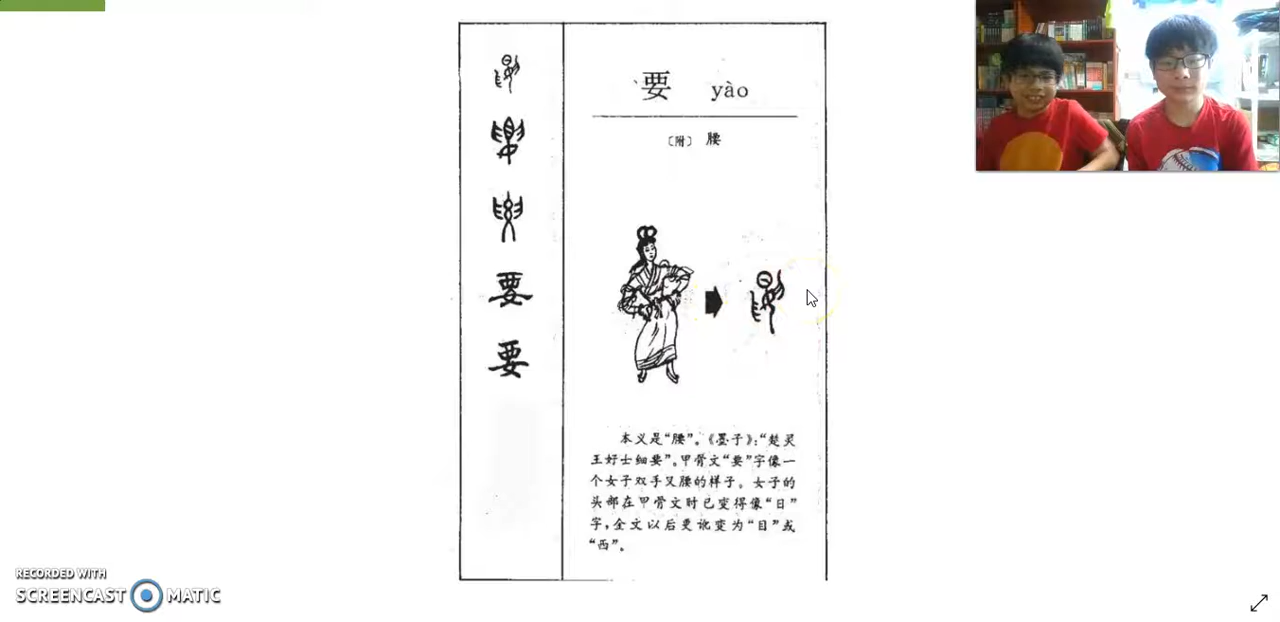 要 yào
〔附〕 腰
本义是“腰”。《墨子》:“楚灵
王好士细要”。甲骨文“要”字像一
个女子双手叉腰的样子。女子的
头部在甲骨文时已变得像“日”
字,金文以后更讹变为“目”或
“西”。
要
要
RECORDED WITH
SCREENCAST MATIC